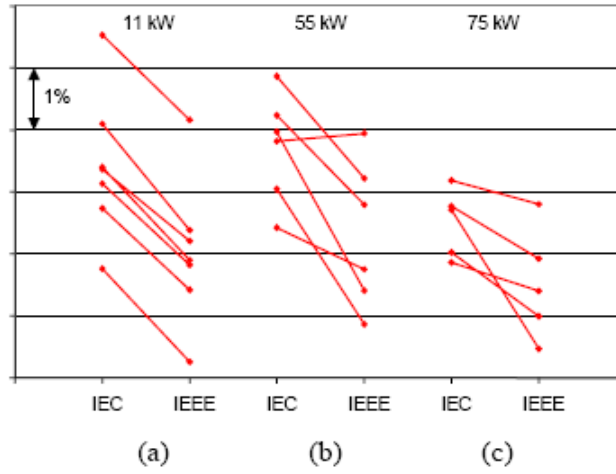 11 kW 55 kW 75 kW
1%
IEC IEEE IEC IEEE IEC IEEE
(a) (b) (c)